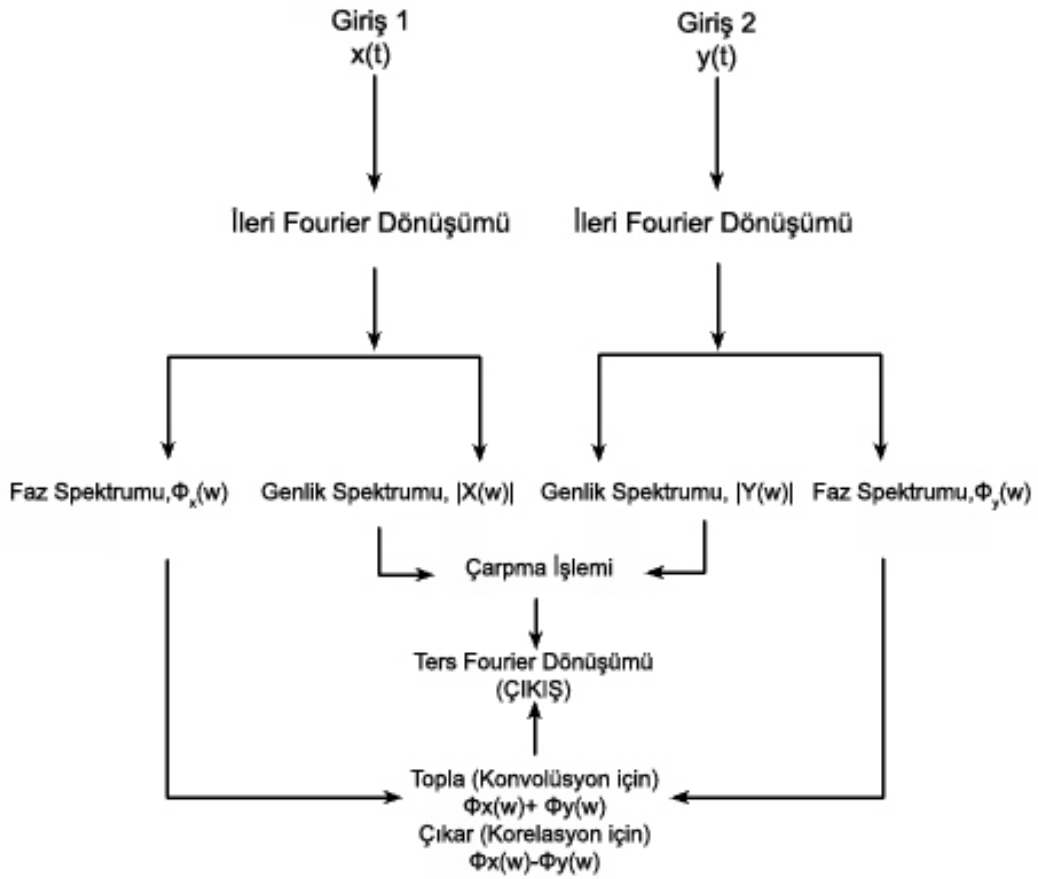 Giriş 1
x(t)
Giriş 2
y(t)
İleri Fourier Dönüşümü
İleri Fourier Dönüşümü
Faz Spektrumu,Φx(w)
Genlik Spektrumu, |X(w)|
Genlik Spektrumu, |Y(w)|
Faz Spektrumu,Φy(w)
Çarpma İşlemi
Ters Fourier Dönüşümü
(ÇIKIŞ)
Topla (Konvolüsyon için)
Φx(w)+ Φy(w)
Çıkar (Korelasyon için)
Φx(w)-Φy(w)